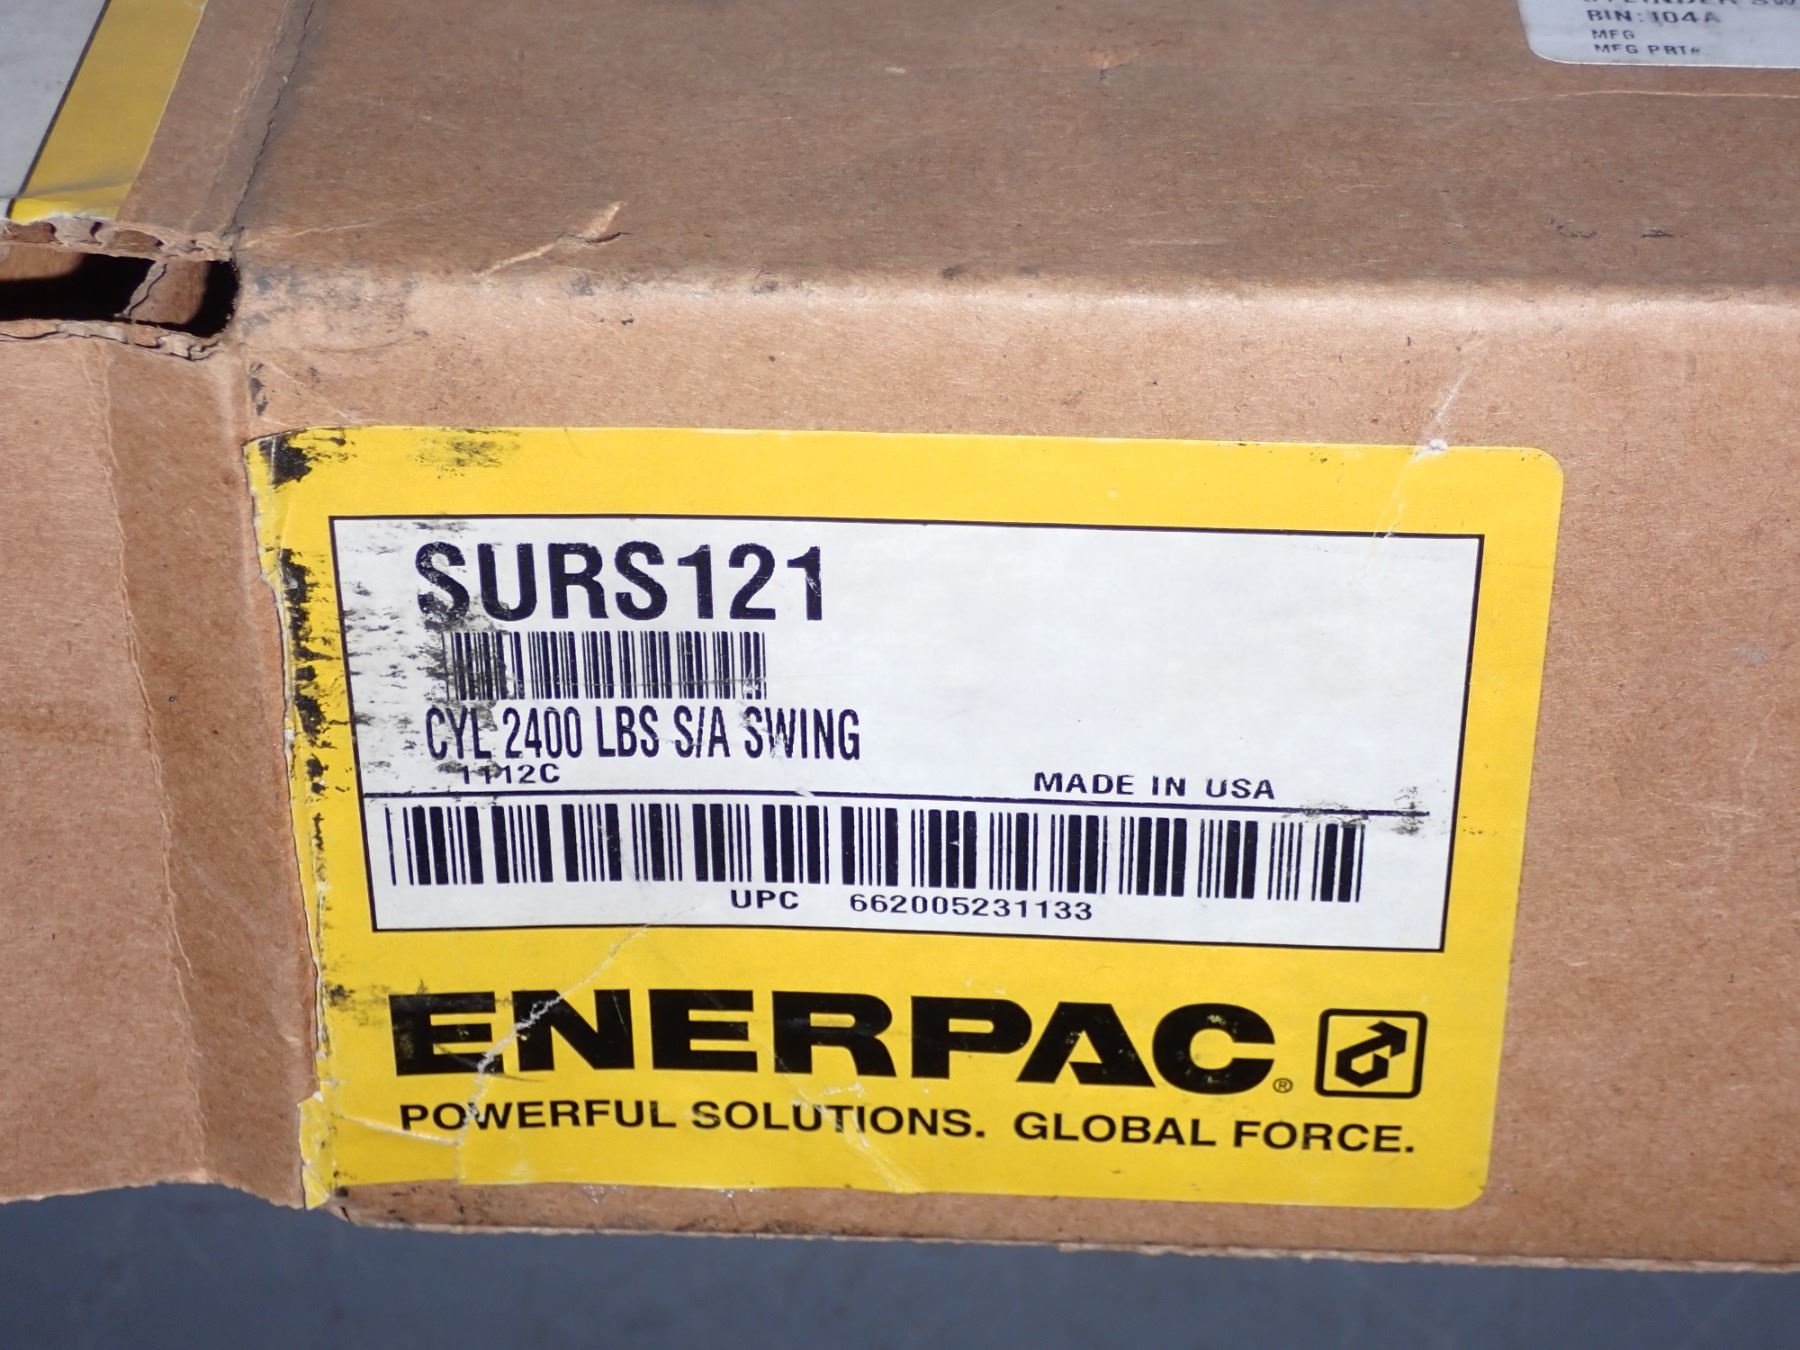 BIN: 104A
MFG
MFG PRT#
SURS121
CYL 2400 LBS S/A SWING
1112C
MADE IN USA
UPC 662005231133
ENERPAC®
POWERFUL SOLUTIONS. GLOBAL FORCE.